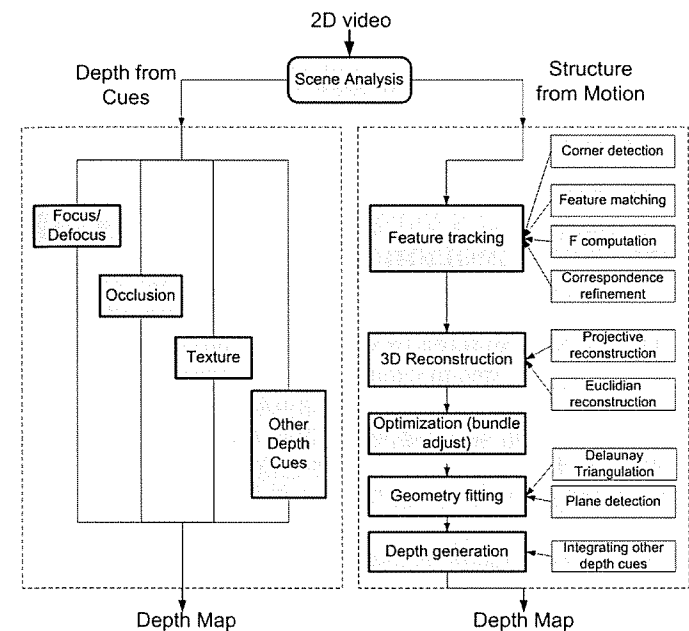 2D video
Scene Analysis
Depth from
Cues
Structure
from Motion
Focus/
Defocus
Occlusion
Texture
Other
Depth
Cues
Depth Map
Corner detection
Feature matching
Feature tracking
F computation
Correspondence
refinement
3D Reconstruction
Projective
reconstruction
Euclidian
reconstruction
Optimization (bundle
adjust)
Delaunay
Triangulation
Geometry fitting
Plane detection
Depth generation
Integrating other
depth cues
Depth Map